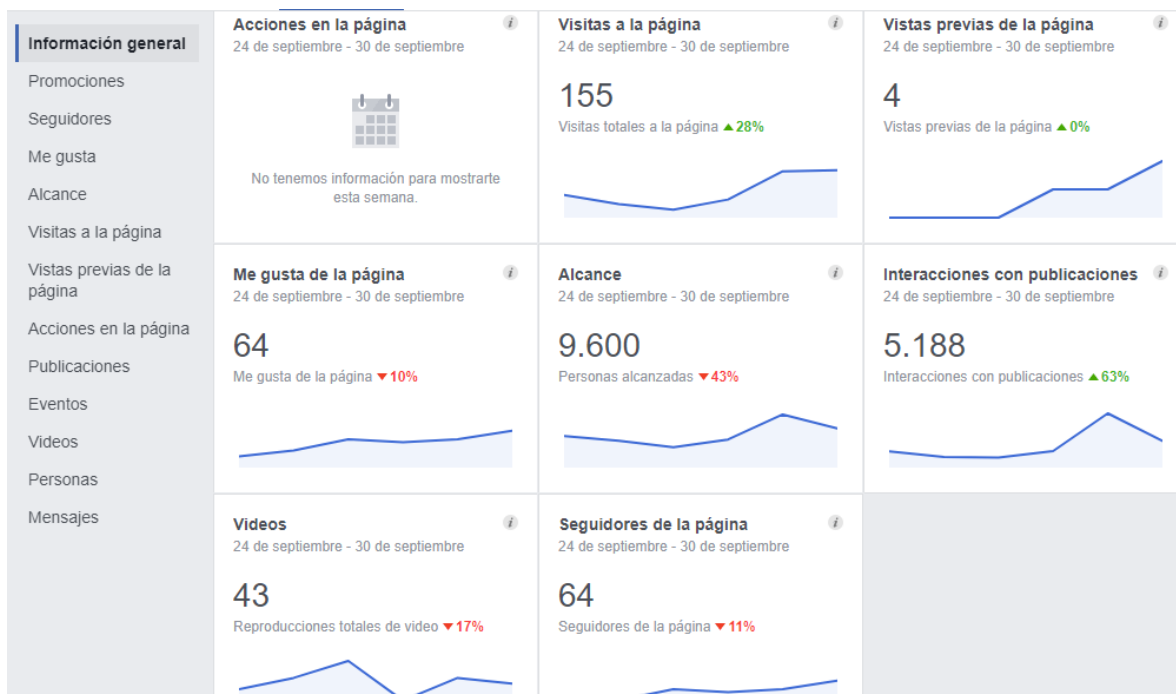 Información general
Promociones
Seguidores
Me gusta
Alcance
Visitas a la página
Vistas previas de la
página
Acciones en la página
Publicaciones
Eventos
Videos
Personas
Mensajes
Acciones en la página
24 de septiembre - 30 de septiembre
No tenemos información para mostrarte
esta semana.
Visitas a la página
24 de septiembre - 30 de septiembre
155
Visitas totales a la página ▲28%
Vistas previas de la página
24 de septiembre - 30 de septiembre
4
Vistas previas de la página ▲0%
Me gusta de la página
24 de septiembre - 30 de septiembre
64
Me gusta de la página ▼10%
Alcance
24 de septiembre - 30 de septiembre
9.600
Personas alcanzadas ▼43%
Interacciones con publicaciones
24 de septiembre - 30 de septiembre
5.188
Interacciones con publicaciones ▲63%
Videos
24 de septiembre - 30 de septiembre
43
Reproducciones totales de video ▼17%
Seguidores de la página
24 de septiembre - 30 de septiembre
64
Seguidores de la página ▼11%